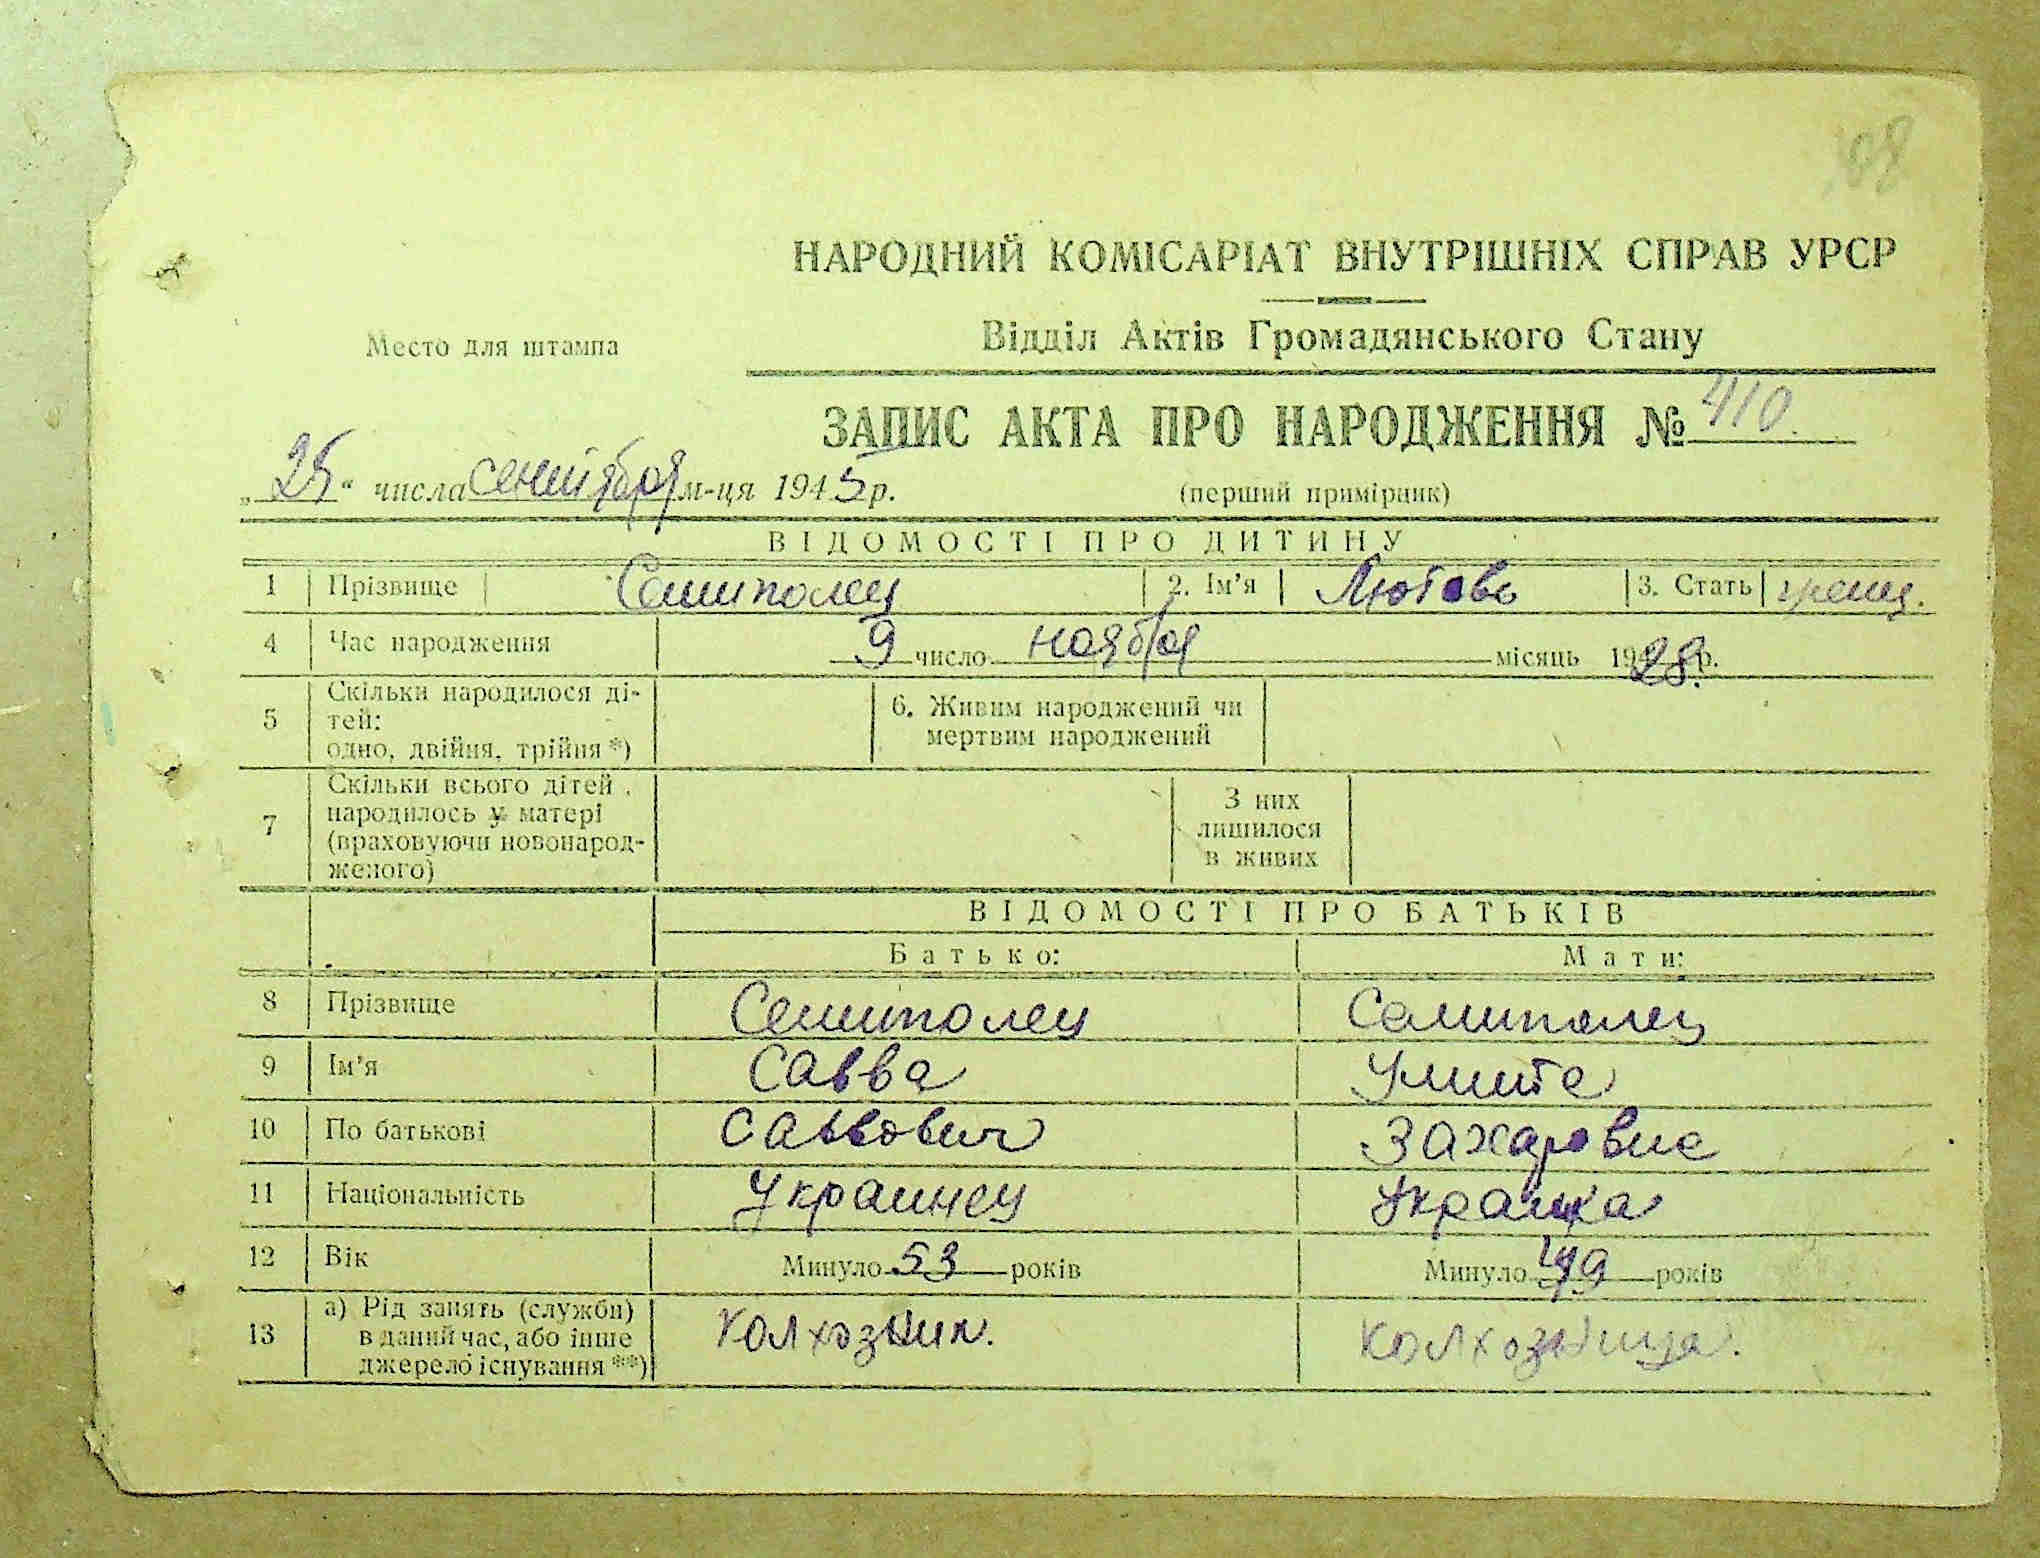 НАРОДНИЙ КОМІСАРІАТ ВНУТРІШНІХ СПРАВ УРСР
Место для штампа
Відділ Актів Громадянського Стану
ЗАПИС АКТА ПРО НАРОДЖЕННЯ № 410.
„25“ числа сентября м-ця 1945 р.
(перший примірник)
ВІДОМОСТІ ПРО ДИТИНУ
1 Прізвище Семиполец 2. Ім'я Любовь 3. Стать женщ.
4 Час народження 9 число ноября місяць 1928 р.
5 Скільки народилося ді-
тей:
одно, двійня, трійня *)
6. Живим народжений чи
мертвим народжений
7 Скільки всього дітей
народилось у матері
(враховуючи новонарод-
женого)
З них
лишилося
в живих
ВІДОМОСТІ ПРО БАТЬКІВ
Батько: Мати:
8 Прізвище Семиполец Семиполец
9 Ім'я Савва
10 По батькові Саввович
11 Національність Украинец
12 Вік Минуло 53 років Минуло 49 років
13 а) Рід занять (служби)
в даний час, або інше
джерело існування **)
Колхозник. Колхозница.